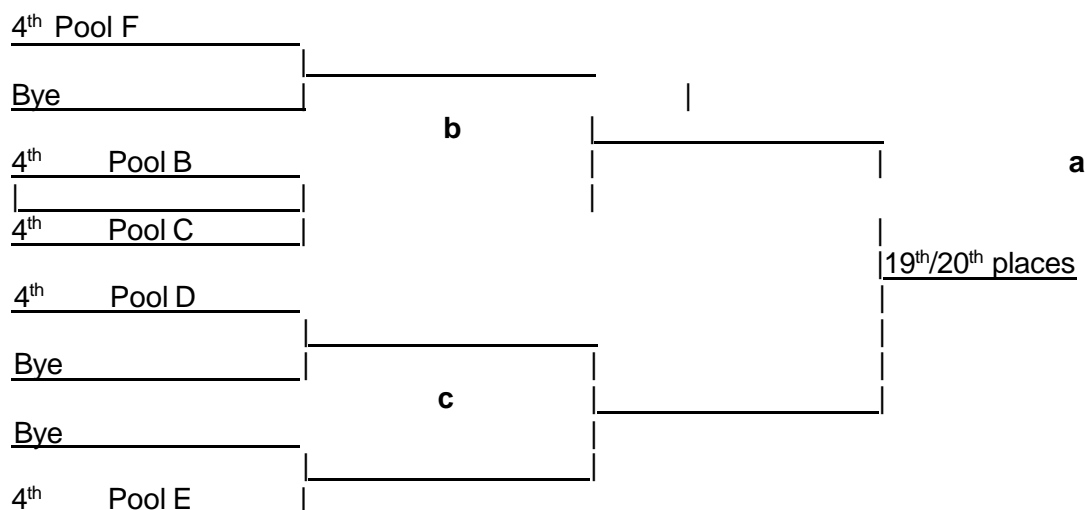 4th Pool F
Bye
b
4th Pool B
a
4th Pool C
19th/20th places
4th Pool D
Bye
c
Bye
4th Pool E